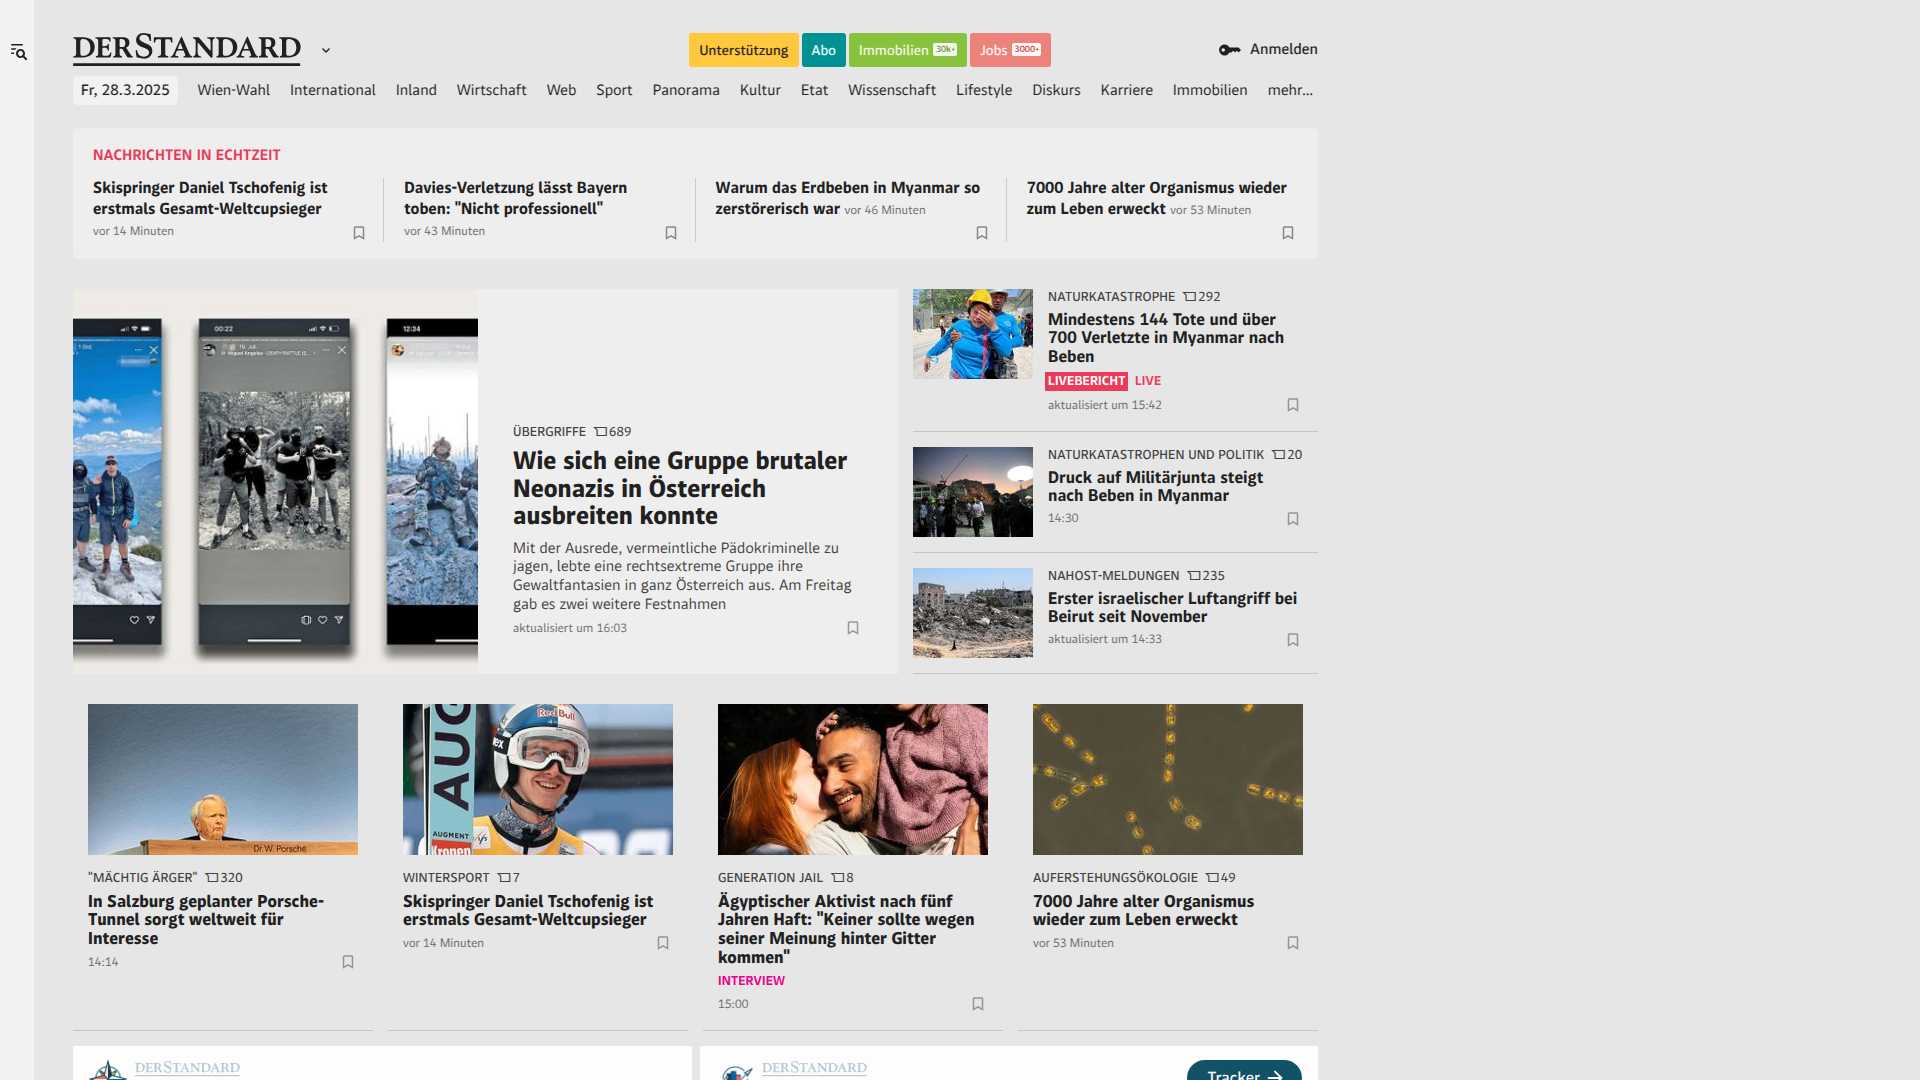 DERSTANDARD
Unterstützung
Abo
Immobilien 30k+
Jobs 3000+
Anmelden
Fr, 28.3.2025
Wien-Wahl
International
Inland
Wirtschaft
Web
Sport
Panorama
Kultur
Etat
Wissenschaft
Lifestyle
Diskurs
Karriere
Immobilien
mehr...
NACHRICHTEN IN ECHTZEIT
Skispringer Daniel Tschofenig ist
erstmals Gesamt-Weltcupsieger
vor 14 Minuten
Davies-Verletzung lässt Bayern
toben: "Nicht professionell"
vor 43 Minuten
Warum das Erdbeben in Myanmar so
zerstörerisch war vor 46 Minuten
7000 Jahre alter Organismus wieder
zum Leben erweckt vor 53 Minuten
00:22
12:34
ÜBERGRIFFE 689
Wie sich eine Gruppe brutaler
Neonazis in Österreich
ausbreiten konnte
Mit der Ausrede, vermeintliche Pädokriminelle zu
jagen, lebte eine rechtsextreme Gruppe ihre
Gewaltfantasien in ganz Österreich aus. Am Freitag
gab es zwei weitere Festnahmen
aktualisiert um 16:03
NATURKATASTROPHE 292
Mindestens 144 Tote und über
700 Verletzte in Myanmar nach
Beben
LIVEBERICHT LIVE
aktualisiert um 15:42
NATURKATASTROPHEN UND POLITIK 20
Druck auf Militärjunta steigt
nach Beben in Myanmar
14:30
NAHOST-MELDUNGEN 235
Erster israelischer Luftangriff bei
Beirut seit November
aktualisiert um 14:33
Dr. W. Porsche
"MÄCHTIG ÄRGER" 320
In Salzburg geplanter Porsche-
Tunnel sorgt weltweit für
Interesse
14:14
Red Bull
AUG
AUGMENT
Kronen
WINTERSPORT 7
Skispringer Daniel Tschofenig ist
erstmals Gesamt-Weltcupsieger
vor 14 Minuten
GENERATION JAIL 8
Ägyptischer Aktivist nach fünf
Jahren Haft: "Keiner sollte wegen
seiner Meinung hinter Gitter
kommen"
INTERVIEW
15:00
AUFERSTEHUNGSÖKOLOGIE 49
7000 Jahre alter Organismus
wieder zum Leben erweckt
vor 53 Minuten
DERSTANDARD
DERSTANDARD
Tracker